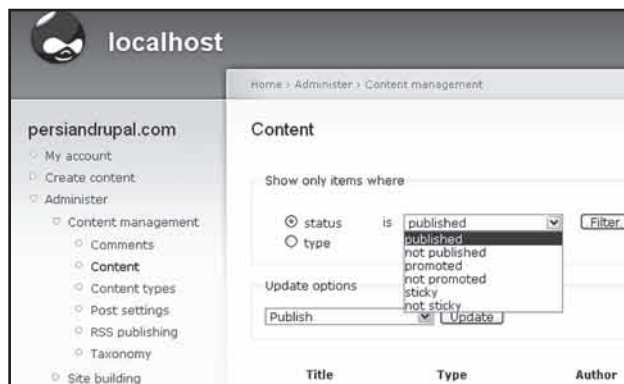 localhost
Home › Administer › Content management
persiandrupal.com
My account
Create content
Administer
Content management
Comments
Content
Content types
Post settings
RSS publishing
Taxonomy
Site building
Content
Show only items where
status is published Filter
type
published
not published
promoted
not promoted
sticky
not sticky
Update options
Publish Update
Title Type Author